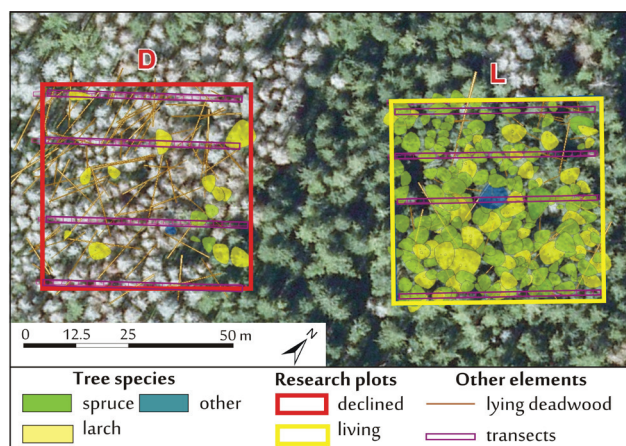 D
L
0 12.5 25 50 m
N
Tree species Research plots Other elements
spruce other declined lying deadwood
larch living transects